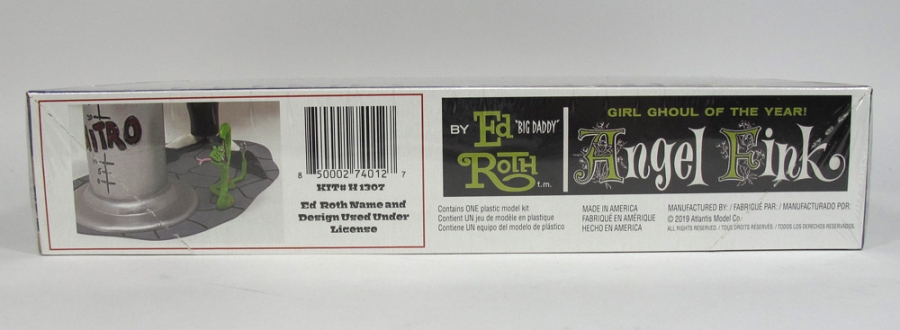 NITRO
8 50002 74012 7
KIT# H 1307
Ed Roth Name and
Design Used Under
License
BY Ed "BIG DADDY"
ROTH t.m.
GIRL GHOUL OF THE YEAR!
Angel Fink
Contains ONE plastic model kit
Contient UN jeu de modèle en plastique
Contiene UN equipo del modelo de plástico
MADE IN AMERICA
FABRIQUÉ EN AMÉRIQUE
HECHO EN AMERICA
MANUFACTURED BY: / FABRIQUÉ PAR: / MANUFACTURADO POR:
© 2019 Atlantis Model Co.
ALL RIGHTS RESERVED. / TOUS DROITS RÉSERVÉS. / TODOS LOS DERECHOS RESERVADOS.